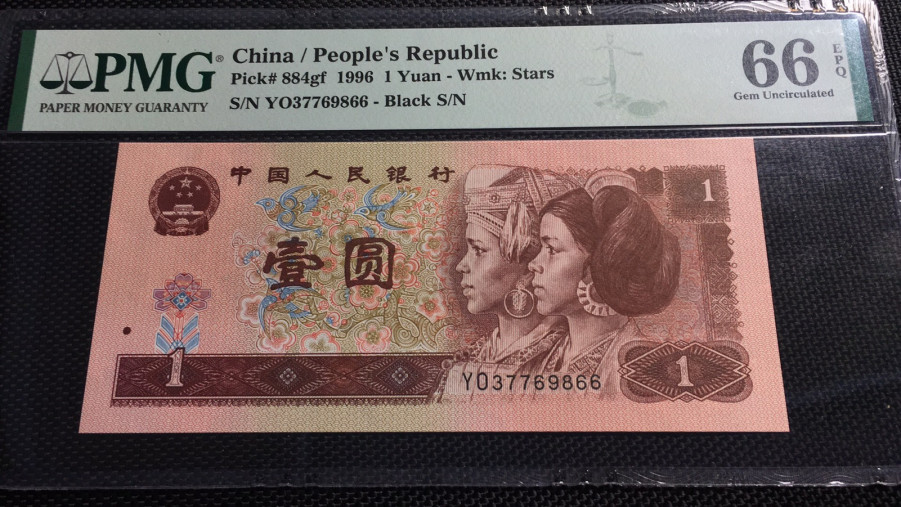 PMG®
PAPER MONEY GUARANTY
China / People's Republic
Pick# 884gf 1996 1 Yuan - Wmk: Stars
S/N YO37769866 - Black S/N
66 EPQ
Gem Uncirculated
中国人民银行
1
壹圆
1
YO37769866
1